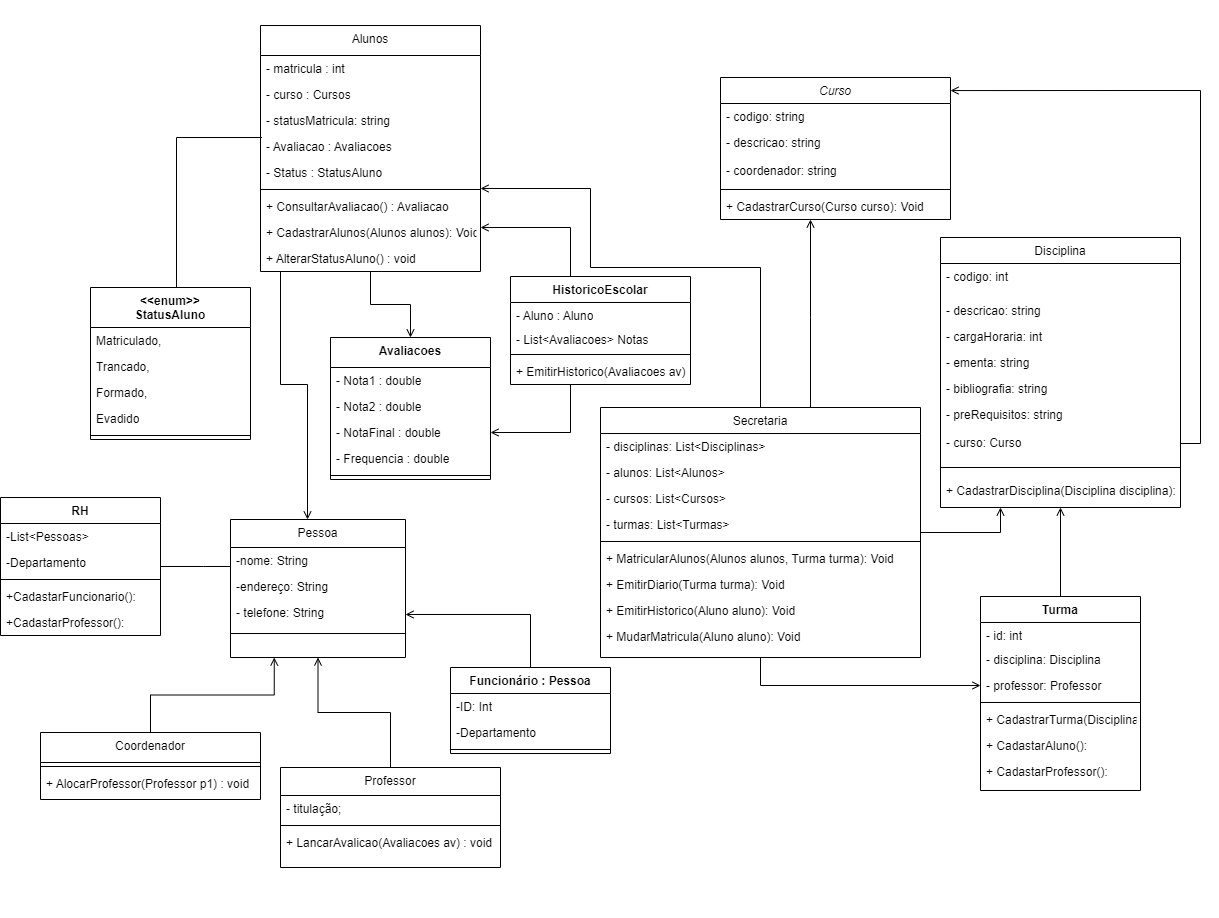 Alunos
- matricula : int
- curso : Cursos
- statusMatricula: string
- Avaliacao : Avaliacoes
- Status : StatusAluno
+ ConsultarAvaliacao() : Avaliacao
+ CadastrarAlunos(Alunos alunos): Voic
+ AlterarStatusAluno() : void
Curso
- codigo: string
- descricao: string
- coordenador: string
+ CadastrarCurso(Curso curso): Void
Disciplina
- codigo: int
- descricao: string
- cargaHoraria: int
- ementa: string
- bibliografia: string
- preRequisitos: string
- curso: Curso
+ CadastrarDisciplina(Disciplina disciplina):
<<enum>>
StatusAluno
Matriculado,
Trancado,
Formado,
Evadido
HistoricoEscolar
- Aluno : Aluno
- List<Avaliacoes> Notas
+ EmitirHistorico(Avaliacoes av)
Avaliacoes
- Nota1 : double
- Nota2 : double
- NotaFinal : double
- Frequencia : double
Secretaria
- disciplinas: List<Disciplinas>
- alunos: List<Alunos>
- cursos: List<Cursos>
- turmas: List<Turmas>
+ MatricularAlunos(Alunos alunos, Turma turma): Void
+ EmitirDiario(Turma turma): Void
+ EmitirHistorico(Aluno aluno): Void
+ MudarMatricula(Aluno aluno): Void
RH
-List<Pessoas>
-Departamento
+CadastarFuncionario():
+CadastarProfessor():
Pessoa
-nome: String
-endereço: String
- telefone: String
Turma
- id: int
- disciplina: Disciplina
- professor: Professor
+ CadastrarTurma(Disciplina
+ CadastarAluno():
+ CadastarProfessor():
Funcionário : Pessoa
-ID: Int
-Departamento
Coordenador
+ AlocarProfessor(Professor p1) : void
Professor
- titulação;
+ LancarAvalicao(Avaliacoes av) : void